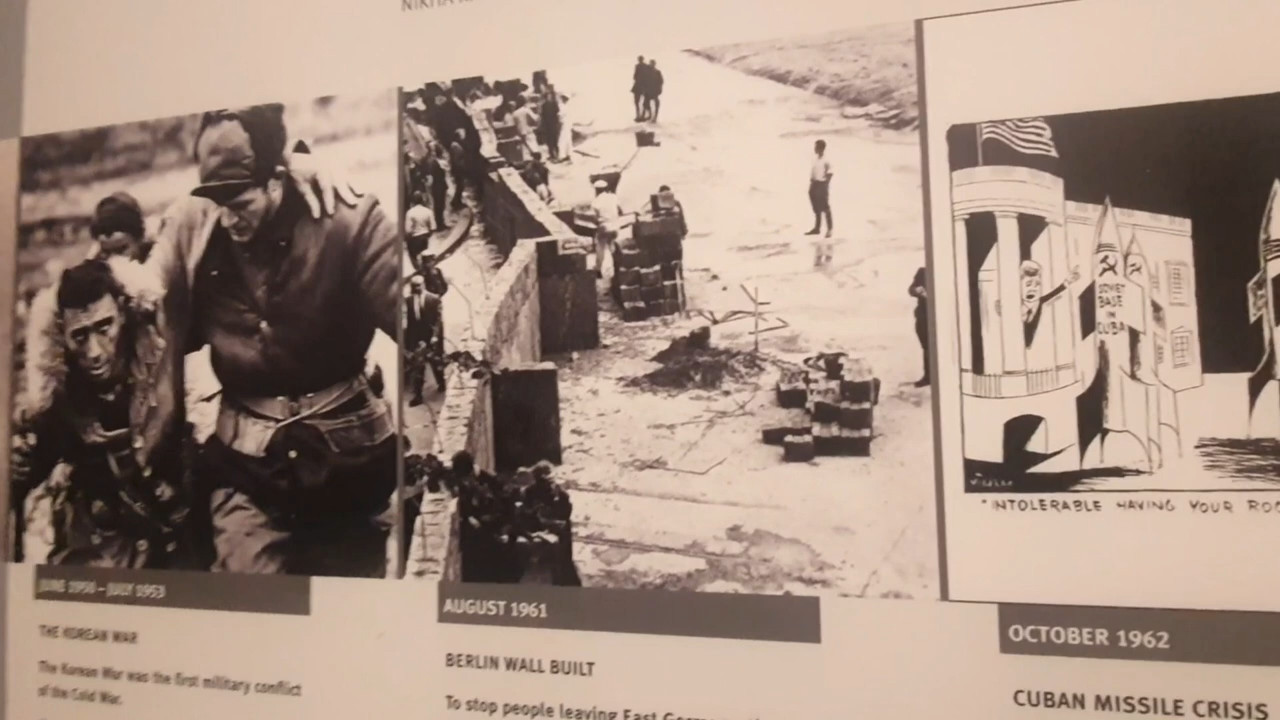 SOVIET
BASE
IN
CUBA
"INTOLERABLE HAVING YOUR
JUNE 1950 – JULY 1953
THE KOREAN WAR
The Korean War was the first military conflict
of the Cold War.
AUGUST 1961
BERLIN WALL BUILT
To stop people leaving East
OCTOBER 1962
CUBAN MISSILE CRISIS